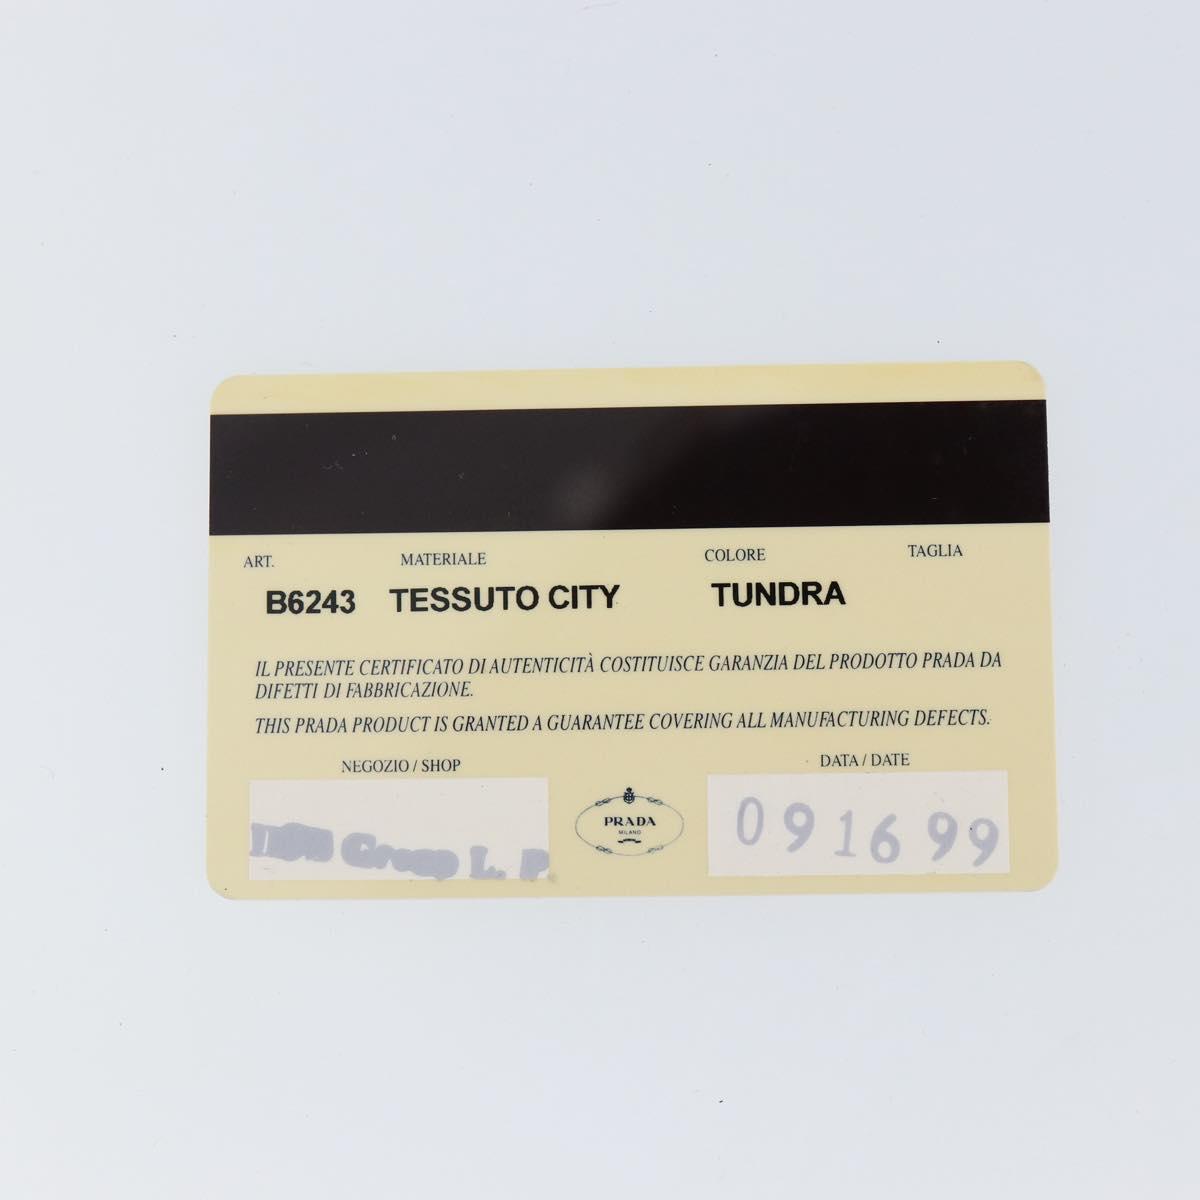 ART. MATERIALE COLORE TAGLIA
B6243 TESSUTO CITY TUNDRA
IL PRESENTE CERTIFICATO DI AUTENTICITÀ COSTITUISCE GARANZIA DEL PRODOTTO PRADA DA
DIFETTI DI FABBRICAZIONE.
THIS PRADA PRODUCT IS GRANTED A GUARANTEE COVERING ALL MANUFACTURING DEFECTS.
NEGOZIO / SHOP
Group L. P.
PRADA
MILANO
DATA / DATE
091699